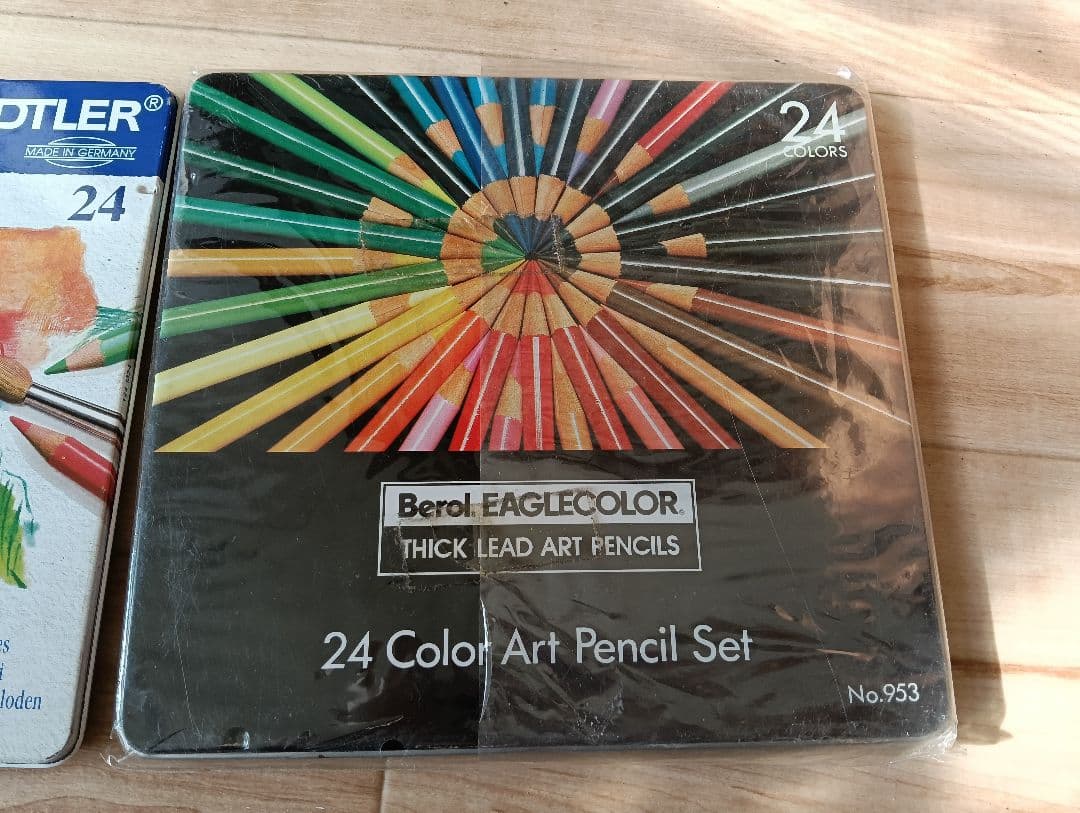 DTLER®
MADE IN GERMANY
24
es
i
loden
24
COLORS
Berol EAGLECOLOR®
THICK LEAD ART PENCILS
24 Color Art Pencil Set
No.953